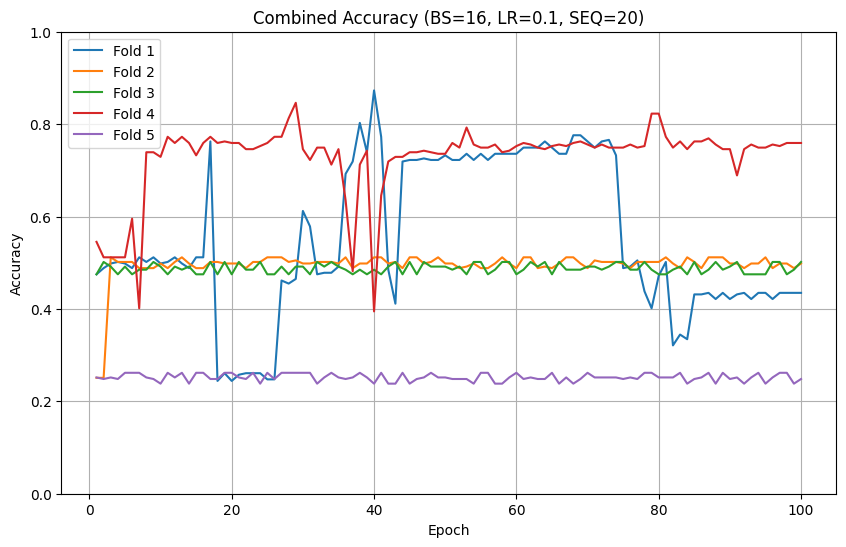 Combined Accuracy (BS=16, LR=0.1, SEQ=20)
Fold 1
Fold 2
Fold 3
Fold 4
Fold 5
Accuracy
1.0
0.8
0.6
0.4
0.2
0.0
0 20 40 60 80 100
Epoch